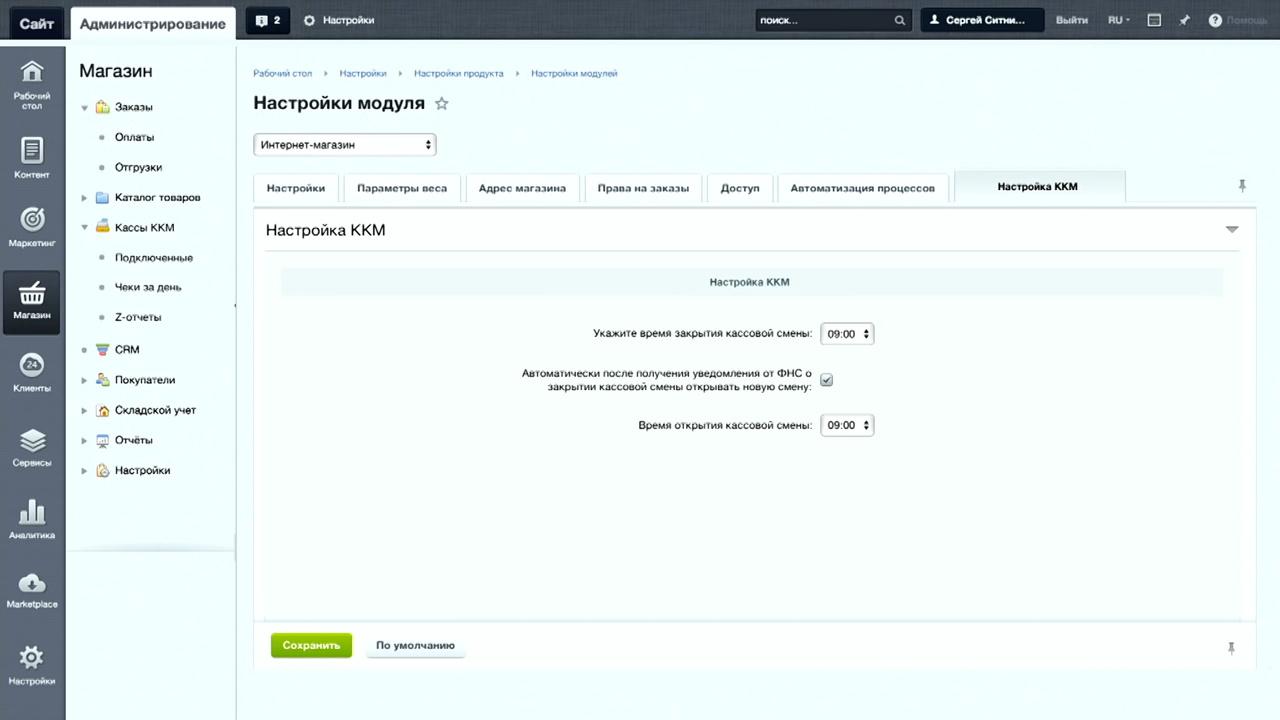 Сайт
Администрирование
2
Настройки
поиск...
Сергей Ситни...
Выйти
RU
Помощь
Рабочий
стол
Контент
Маркетинг
Магазин
24
Клиенты
Сервисы
Аналитика
Marketplace
Настройки
Магазин
Заказы
Оплаты
Отгрузки
Каталог товаров
Кассы ККМ
Подключенные
Чеки за день
Z-отчеты
CRM
Покупатели
Складской учет
Отчёты
Настройки
Рабочий стол
Настройки
Настройки продукта
Настройки модулей
Настройки модуля
Интернет-магазин
Настройки
Параметры веса
Адрес магазина
Права на заказы
Доступ
Автоматизация процессов
Настройка ККМ
Настройка ККМ
Настройка ККМ
Укажите время закрытия кассовой смены: 09:00
Автоматически после получения уведомления от ФНС о
закрытии кассовой смены открывать новую смену:
Время открытия кассовой смены: 09:00
Сохранить
По умолчанию